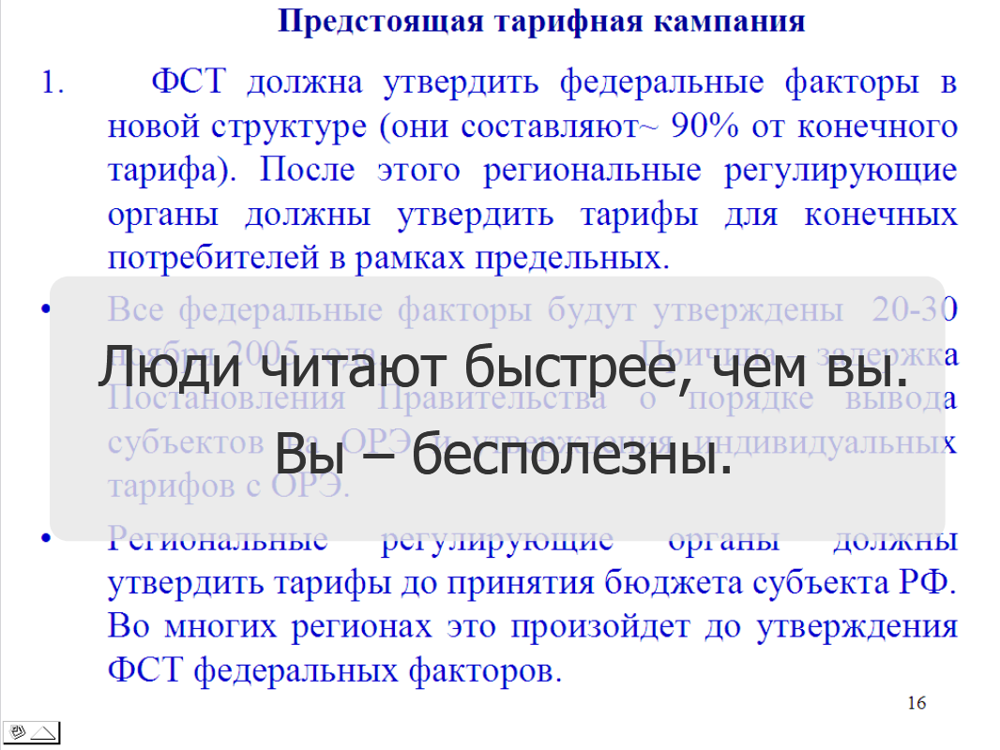 Предстоящая тарифная кампания
1. ФСТ должна утвердить федеральные факторы в
новой структуре (они составляют~ 90% от конечного
тарифа). После этого региональные регулирующие
органы должны утвердить тарифы для конечных
потребителей в рамках предельных.
• Все федеральные факторы будут утверждены 20-30
ноября 2005 года. Причина – задержка
Люди читают быстрее, чем вы.
Постановления Правительства о порядке вывода
субъектов на ОРЭ и утверждения индивидуальных
Вы – бесполезны.
тарифов с ОРЭ.
• Региональные регулирующие органы должны
утвердить тарифы до принятия бюджета субъекта РФ.
Во многих регионах это произойдет до утверждения
ФСТ федеральных факторов.
16